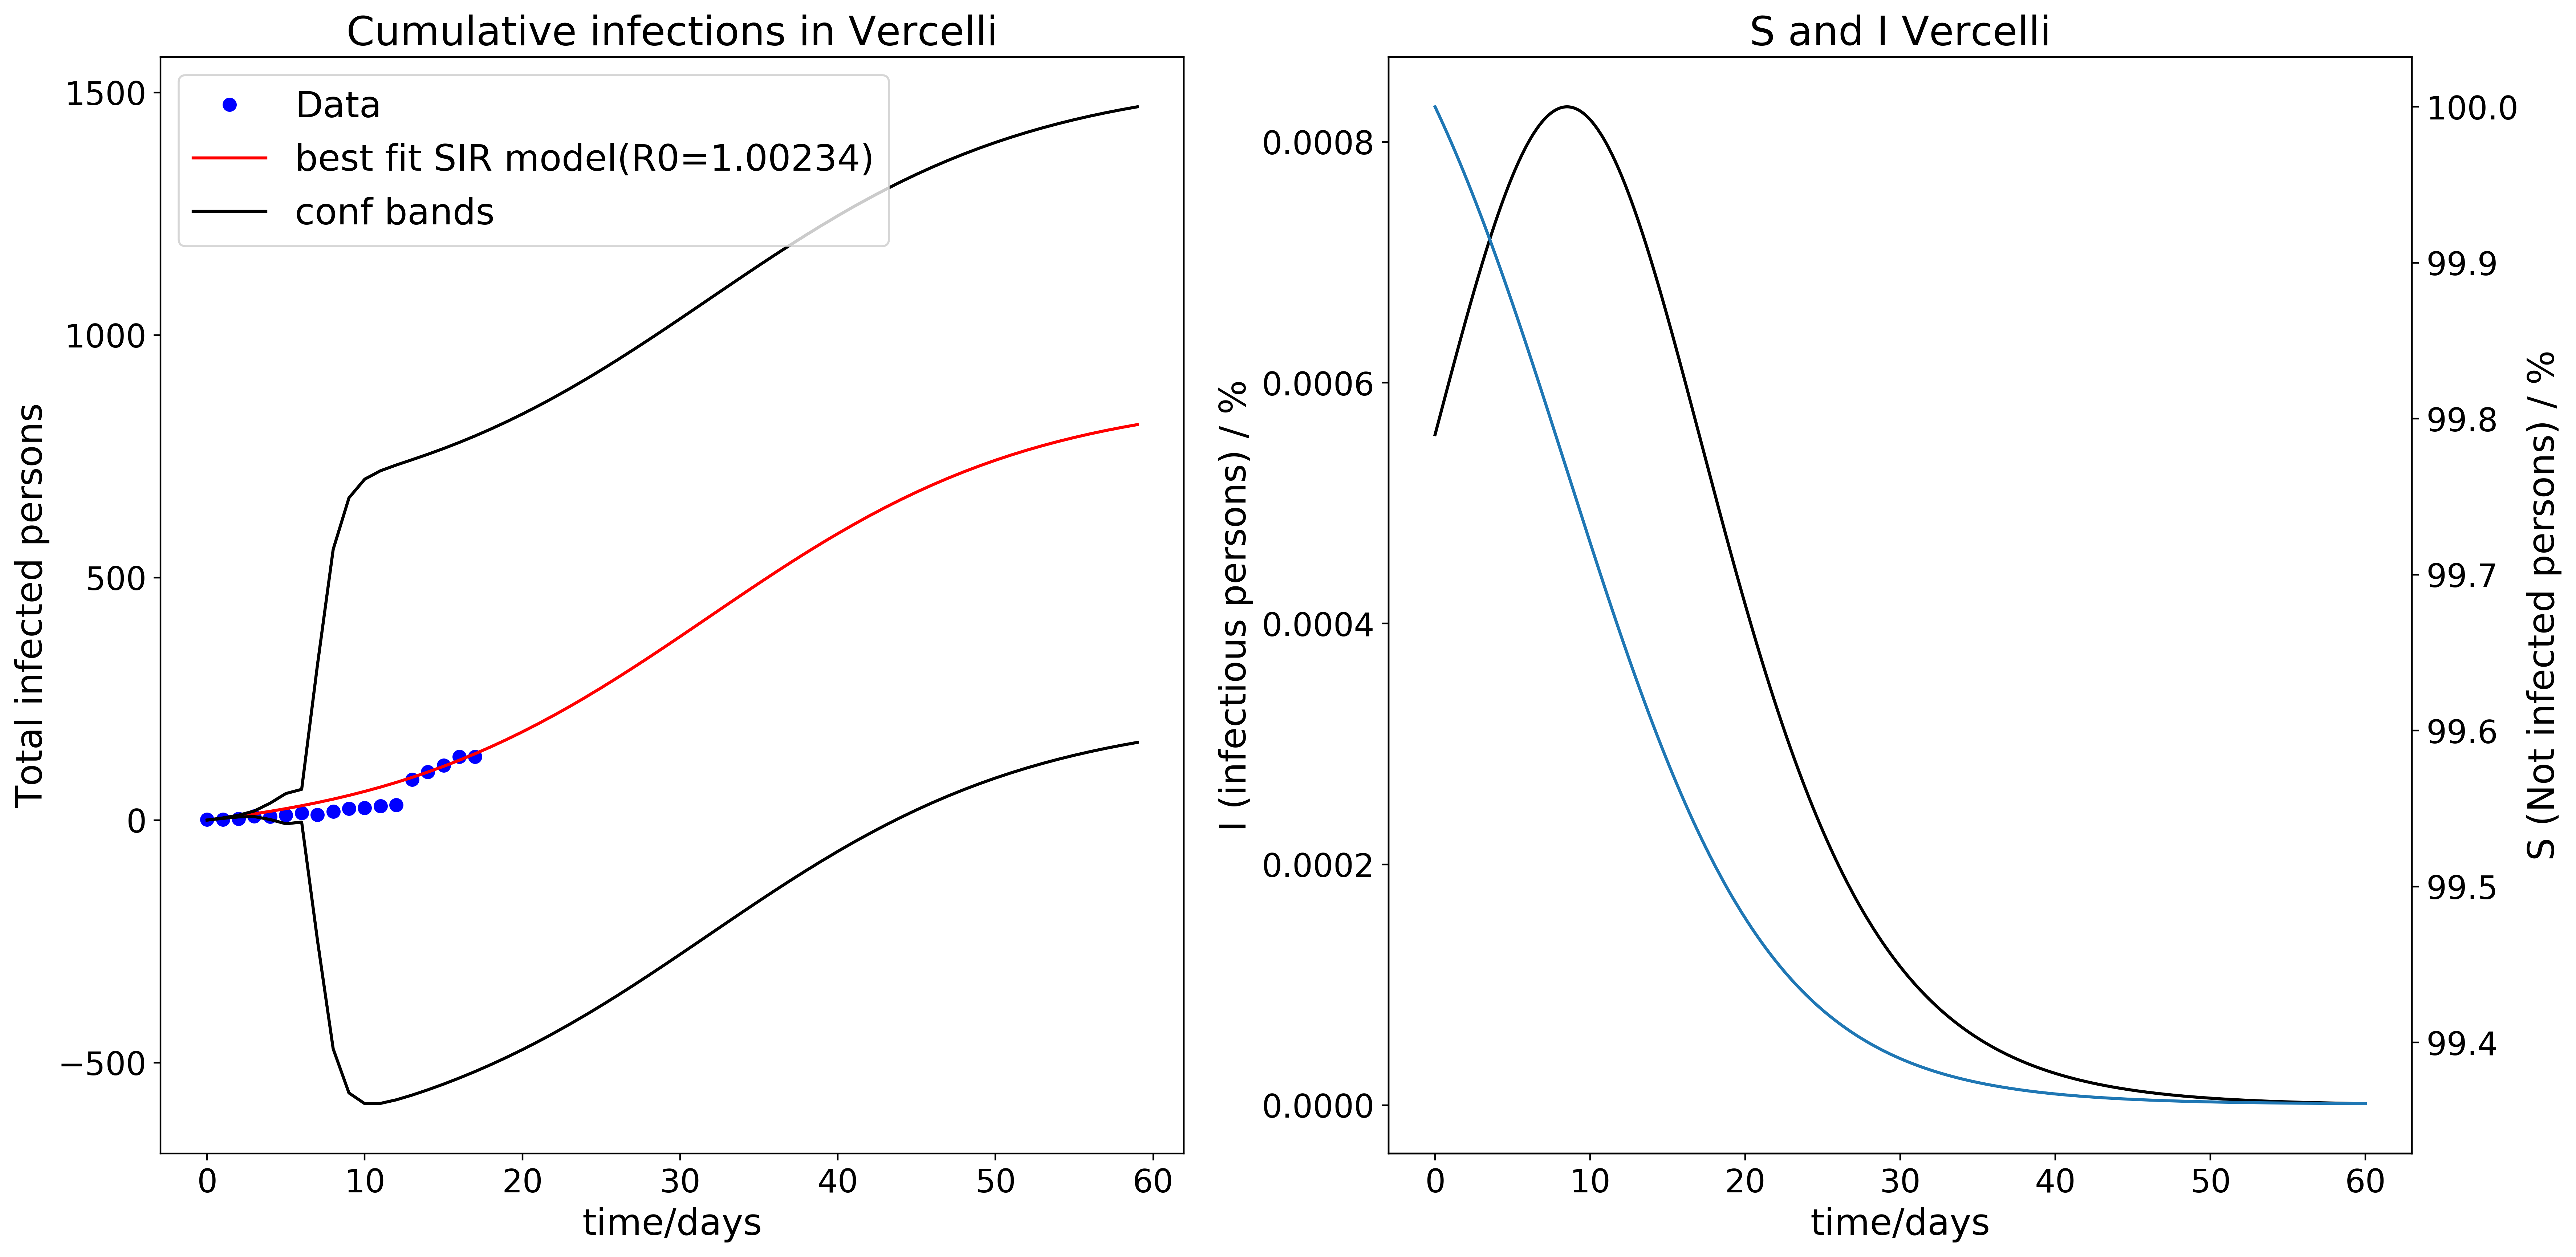 Cumulative infections in Vercelli
Data
best fit SIR model(R0=1.00234)
conf bands
Total infected persons
1500
1000
500
0
−500
0 10 20 30 40 50 60
time/days
S and I Vercelli
I (infectious persons) / %
0.0008
0.0006
0.0004
0.0002
0.0000
100.0
99.9
99.8
99.7
99.6
99.5
99.4
S (Not infected persons) / %
0 10 20 30 40 50 60
time/days